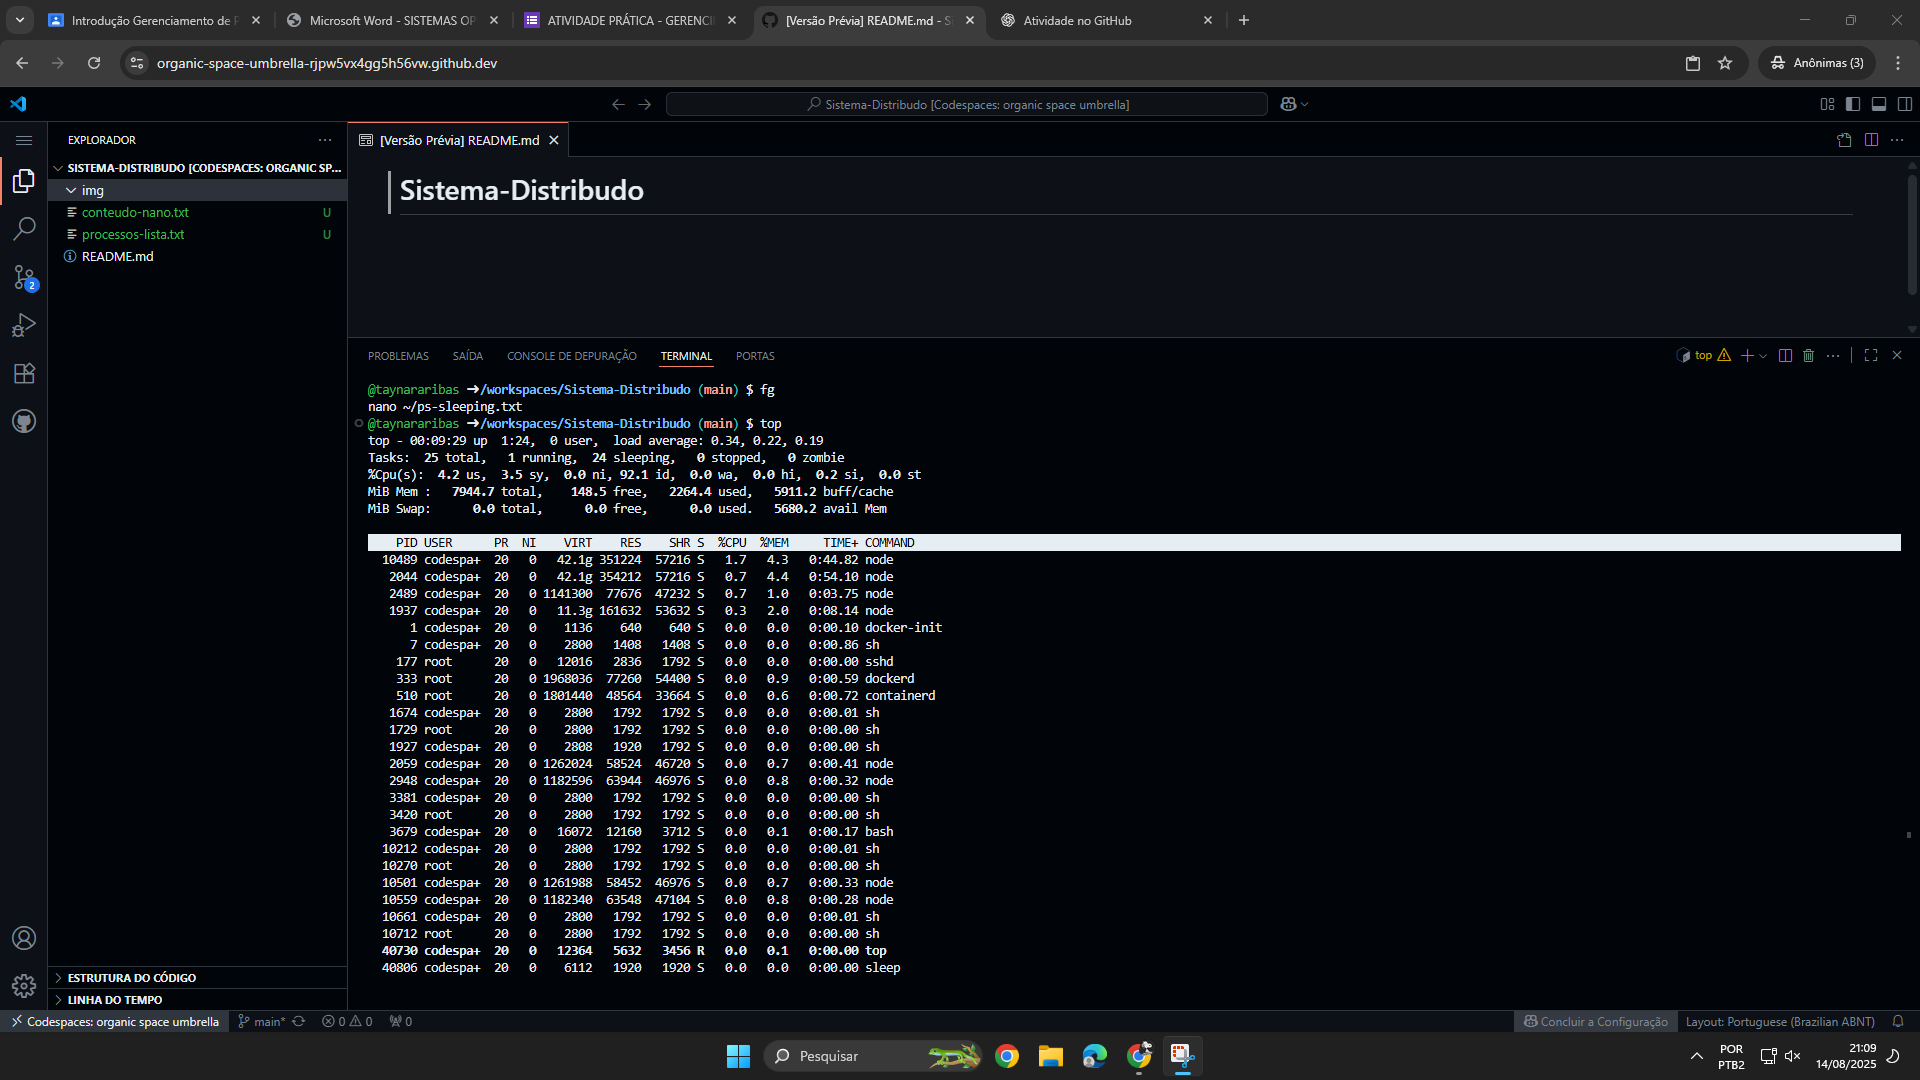 Introdução Gerenciamento de P
Microsoft Word - SISTEMAS OP
ATIVIDADE PRÁTICA - GERENCI
[Versão Prévia] README.md - S
Atividade no GitHub
organic-space-umbrella-rjpw5vx4gg5h56vw.github.dev
Anônimas (3)
Sistema-Distribudo [Codespaces: organic space umbrella]
EXPLORADOR
SISTEMA-DISTRIBUDO [CODESPACES: ORGANIC SP...
img
conteudo-nano.txt U
processos-lista.txt U
README.md
2
ESTRUTURA DO CÓDIGO
LINHA DO TEMPO
[Versão Prévia] README.md
Sistema-Distribudo
PROBLEMAS SAÍDA CONSOLE DE DEPURAÇÃO TERMINAL PORTAS
top
@taynararibas ➜/workspaces/Sistema-Distribudo (main) $ fg
nano ~/ps-sleeping.txt
@taynararibas ➜/workspaces/Sistema-Distribudo (main) $ top
top - 00:09:29 up  1:24,  0 user,  load average: 0.34, 0.22, 0.19
Tasks:  25 total,   1 running,  24 sleeping,   0 stopped,   0 zombie
%Cpu(s):  4.2 us,  3.5 sy,  0.0 ni, 92.1 id,  0.0 wa,  0.0 hi,  0.2 si,  0.0 st
MiB Mem :   7944.7 total,    148.5 free,   2264.4 used,   5911.2 buff/cache
MiB Swap:      0.0 total,      0.0 free,      0.0 used.   5680.2 avail Mem
PID USER PR NI VIRT RES SHR S %CPU %MEM TIME+ COMMAND
10489 codespa+ 20 0 42.1g 351224 57216 S 1.7 4.3 0:44.82 node
2044 codespa+ 20 0 42.1g 354212 57216 S 0.7 4.4 0:54.10 node
2489 codespa+ 20 0 1141300 77676 47232 S 0.7 1.0 0:03.75 node
1937 codespa+ 20 0 11.3g 161632 53632 S 0.3 2.0 0:08.14 node
1 codespa+ 20 0 1136 640 640 S 0.0 0.0 0:00.10 docker-init
7 codespa+ 20 0 2800 1408 1408 S 0.0 0.0 0:00.86 sh
177 root 20 0 12016 2836 1792 S 0.0 0.0 0:00.00 sshd
333 root 20 0 1968036 77260 54400 S 0.0 0.9 0:00.59 dockerd
510 root 20 0 1801440 48564 33664 S 0.0 0.6 0:00.72 containerd
1674 codespa+ 20 0 2800 1792 1792 S 0.0 0.0 0:00.01 sh
1729 root 20 0 2800 1792 1792 S 0.0 0.0 0:00.00 sh
1927 codespa+ 20 0 2808 1920 1792 S 0.0 0.0 0:00.00 sh
2059 codespa+ 20 0 1262024 58524 46720 S 0.0 0.7 0:00.41 node
2948 codespa+ 20 0 1182596 63944 46976 S 0.0 0.8 0:00.32 node
3381 codespa+ 20 0 2800 1792 1792 S 0.0 0.0 0:00.00 sh
3420 root 20 0 2800 1792 1792 S 0.0 0.0 0:00.00 sh
3679 codespa+ 20 0 16072 12160 3712 S 0.0 0.1 0:00.17 bash
10212 codespa+ 20 0 2800 1792 1792 S 0.0 0.0 0:00.01 sh
10270 root 20 0 2800 1792 1792 S 0.0 0.0 0:00.00 sh
10501 codespa+ 20 0 1261988 58452 46976 S 0.0 0.7 0:00.33 node
10559 codespa+ 20 0 1182340 63548 47104 S 0.0 0.8 0:00.28 node
10661 codespa+ 20 0 2800 1792 1792 S 0.0 0.0 0:00.01 sh
10712 root 20 0 2800 1792 1792 S 0.0 0.0 0:00.00 sh
40730 codespa+ 20 0 12364 5632 3456 R 0.0 0.1 0:00.00 top
40806 codespa+ 20 0 6112 1920 1920 S 0.0 0.0 0:00.00 sleep
Codespaces: organic space umbrella main* 0 0 0
Concluir a Configuração Layout: Portuguese (Brazilian ABNT)
Pesquisar
POR
PTB2
21:09
14/08/2025